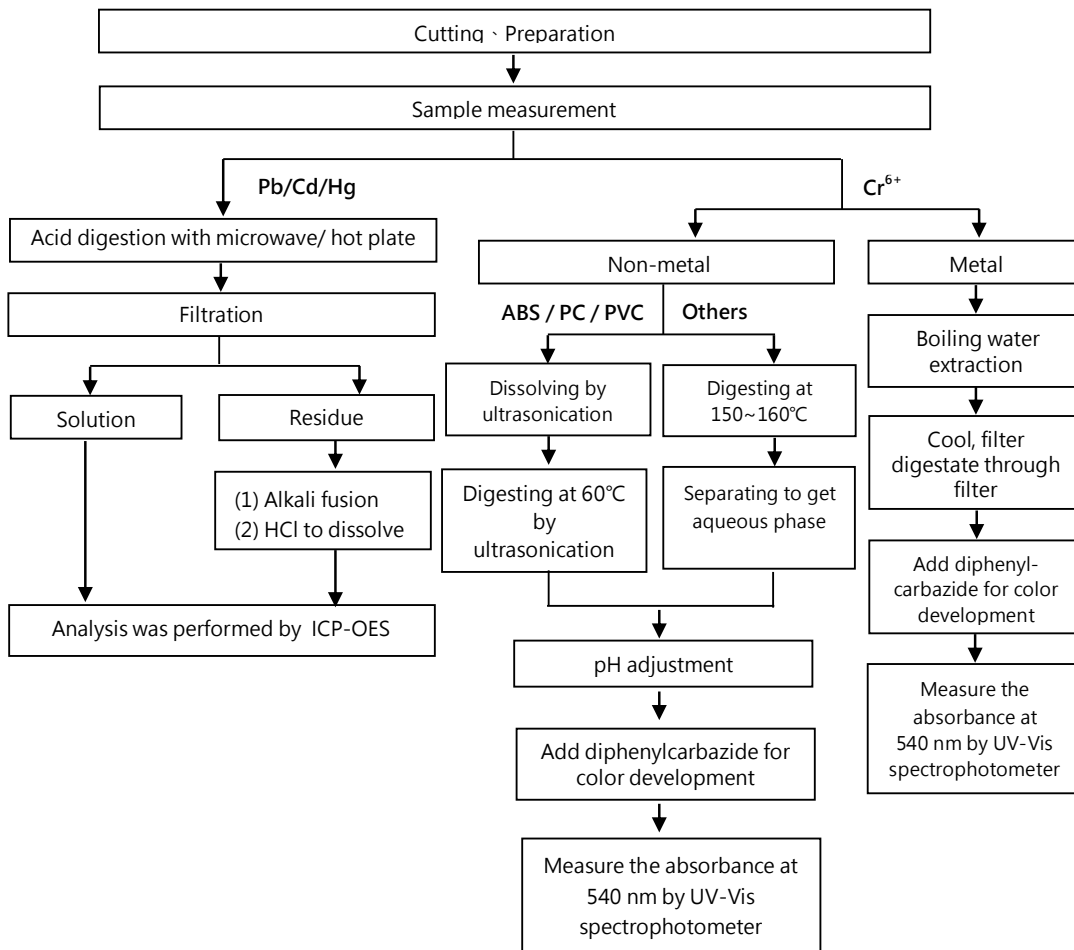 Cutting、Preparation
Sample measurement
Pb/Cd/Hg
Acid digestion with microwave/ hot plate
Filtration
Solution
Residue
(1) Alkali fusion
(2) HCl to dissolve
Analysis was performed by ICP-OES
Cr⁶⁺
Non-metal
ABS / PC / PVC
Others
Dissolving by
ultrasonication
Digesting at 60℃
by
ultrasonication
Digesting at
150~160℃
Separating to get
aqueous phase
pH adjustment
Add diphenylcarbazide for
color development
Measure the absorbance at
540 nm by UV-Vis
spectrophotometer
Metal
Boiling water
extraction
Cool, filter
digestate through
filter
Add diphenyl-
carbazide for color
development
Measure the
absorbance at
540 nm by UV-Vis
spectrophotometer